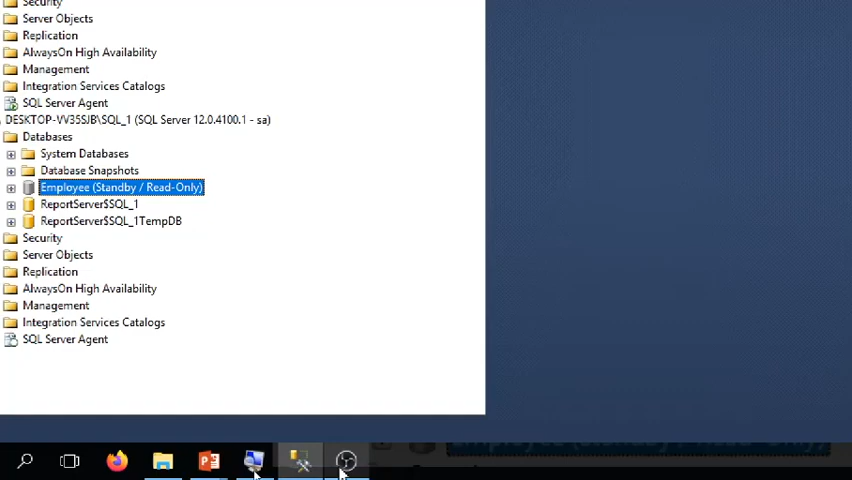 Security
Server Objects
Replication
AlwaysOn High Availability
Management
Integration Services Catalogs
SQL Server Agent
DESKTOP-VV35SJB\SQL_1 (SQL Server 12.0.4100.1 - sa)
Databases
System Databases
Database Snapshots
Employee (Standby / Read-Only)
ReportServer$SQL_1
ReportServer$SQL_1TempDB
Security
Server Objects
Replication
AlwaysOn High Availability
Management
Integration Services Catalogs
SQL Server Agent